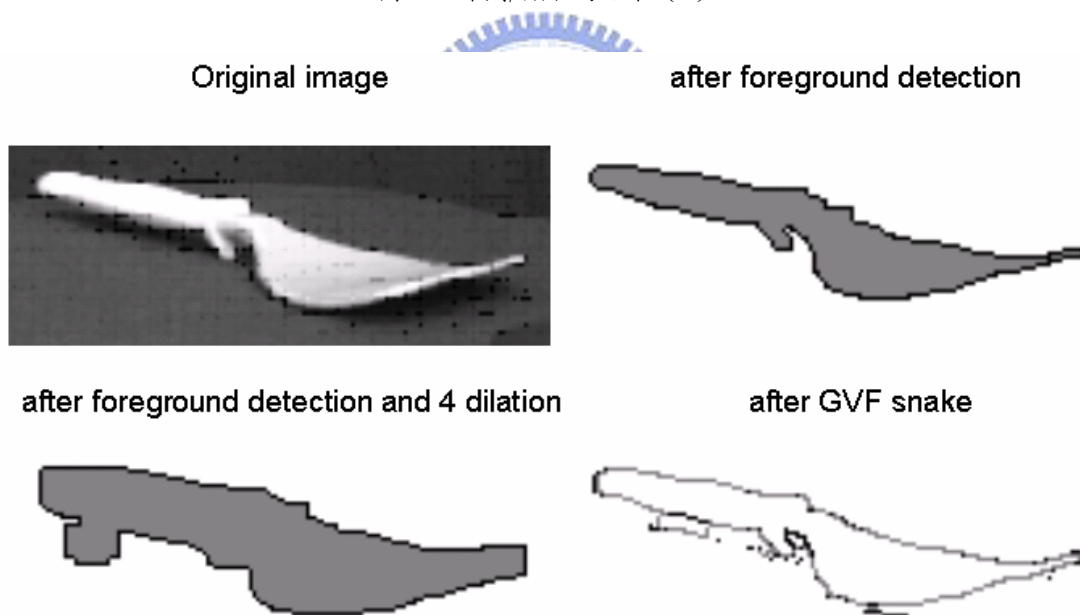 Original image
after foreground detection
after foreground detection and 4 dilation
after GVF snake